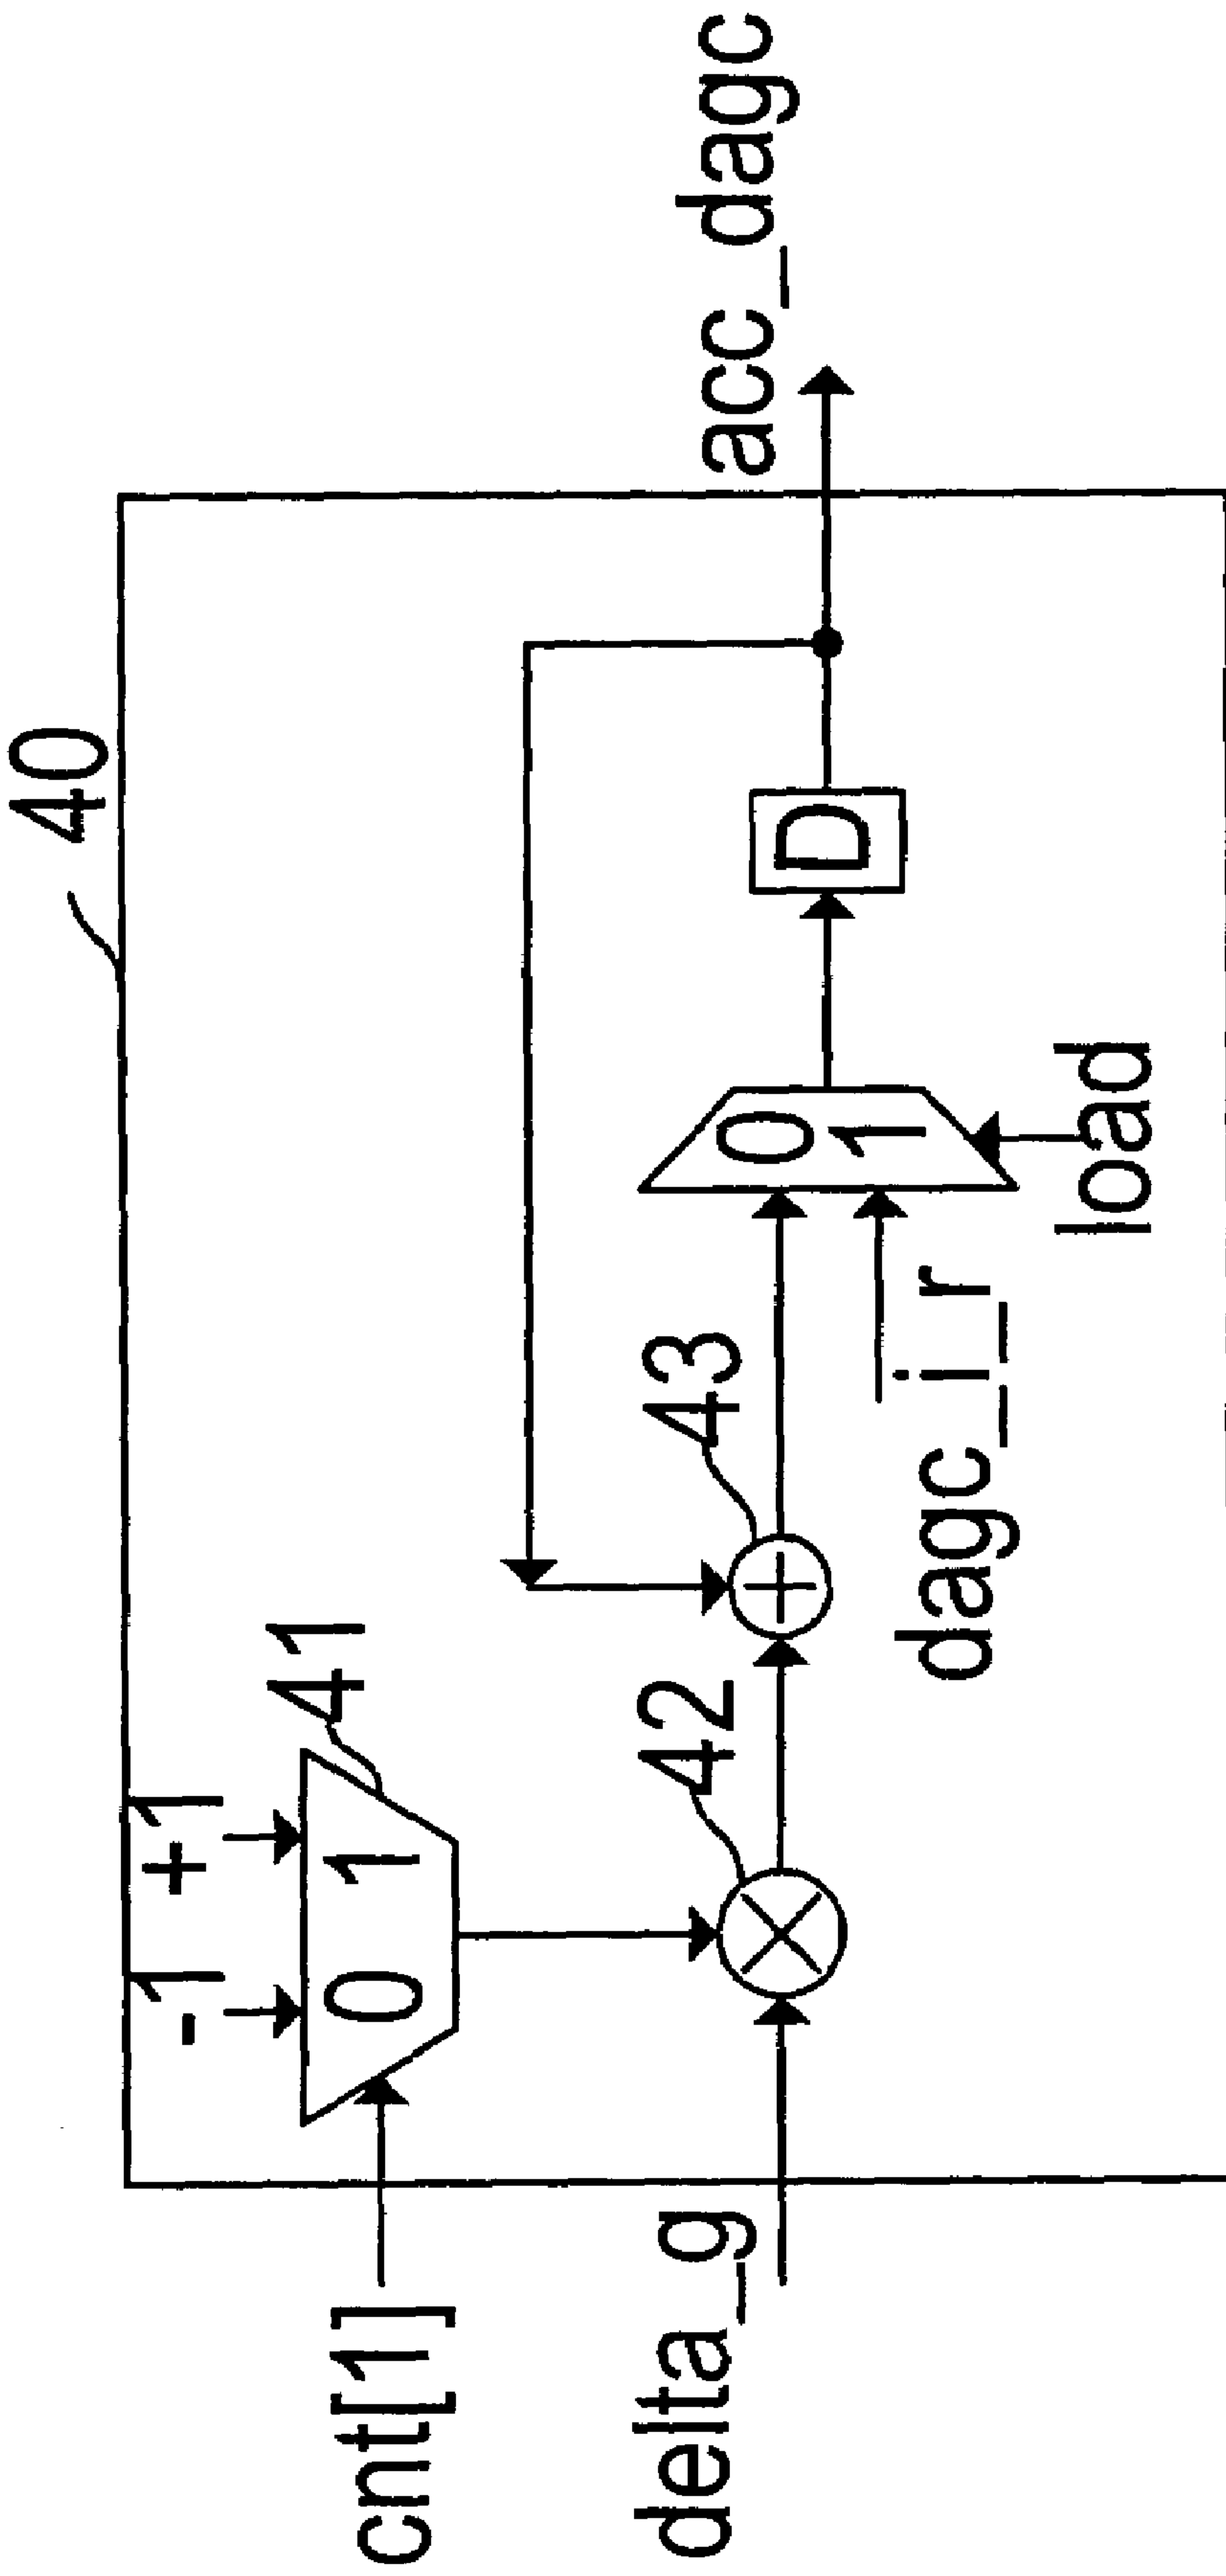 40
-1 +1
0 1
41
cnt[1]
42
43
0
1
D
acc_dagc
delta_g
dagc_i_r
load